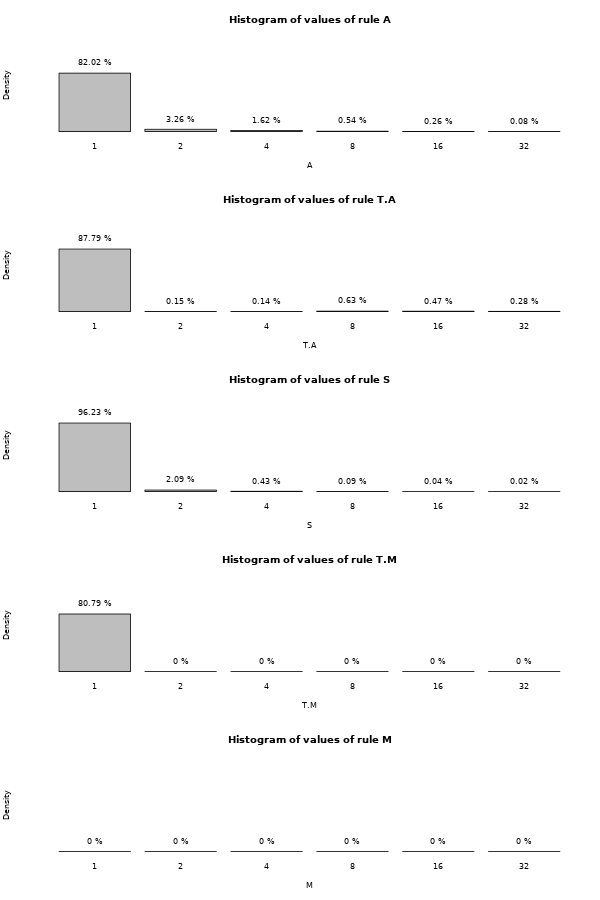 Histogram of values of rule A
Density
82.02 %
3.26 %
1.62 %
0.54 %
0.26 %
0.08 %
1 2 4 8 16 32
A
Histogram of values of rule T.A
Density
87.79 %
0.15 %
0.14 %
0.63 %
0.47 %
0.28 %
1 2 4 8 16 32
T.A
Histogram of values of rule S
Density
96.23 %
2.09 %
0.43 %
0.09 %
0.04 %
0.02 %
1 2 4 8 16 32
S
Histogram of values of rule T.M
Density
80.79 %
0 % 0 % 0 % 0 % 0 %
1 2 4 8 16 32
T.M
Histogram of values of rule M
Density
0 % 0 % 0 % 0 % 0 % 0 %
1 2 4 8 16 32
M